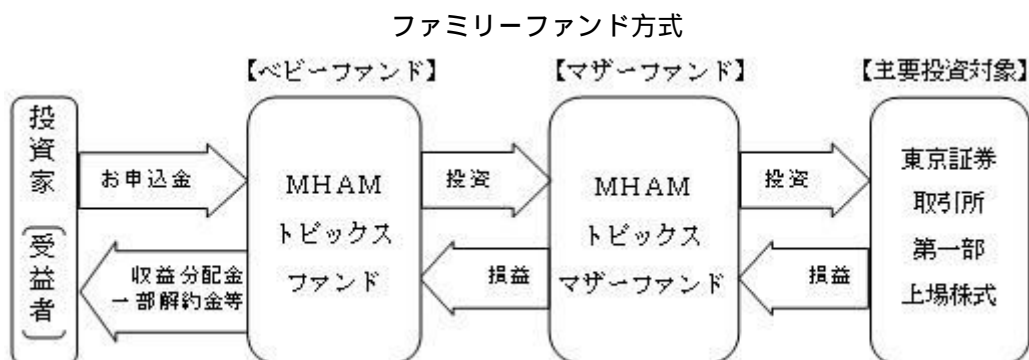 ファミリーファンド方式
【ベビーファンド】
【マザーファンド】
【主要投資対象】
投資家
〔受益者〕
お申込金
収益分配金
一部解約金等
MHAM
トピックス
ファンド
投資
損益
MHAM
トピックス
マザーファンド
投資
損益
東京証券
取引所
第一部
上場株式